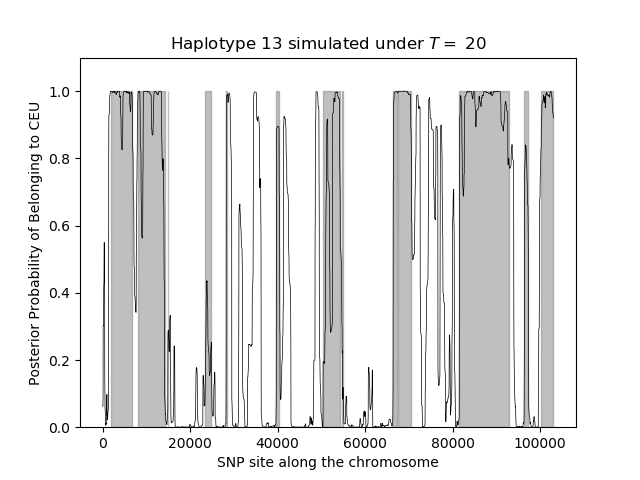 Haplotype 13 simulated under T = 20
Posterior Probability of Belonging to CEU
1.0
0.8
0.6
0.4
0.2
0.0
0 20000 40000 60000 80000 100000
SNP site along the chromosome